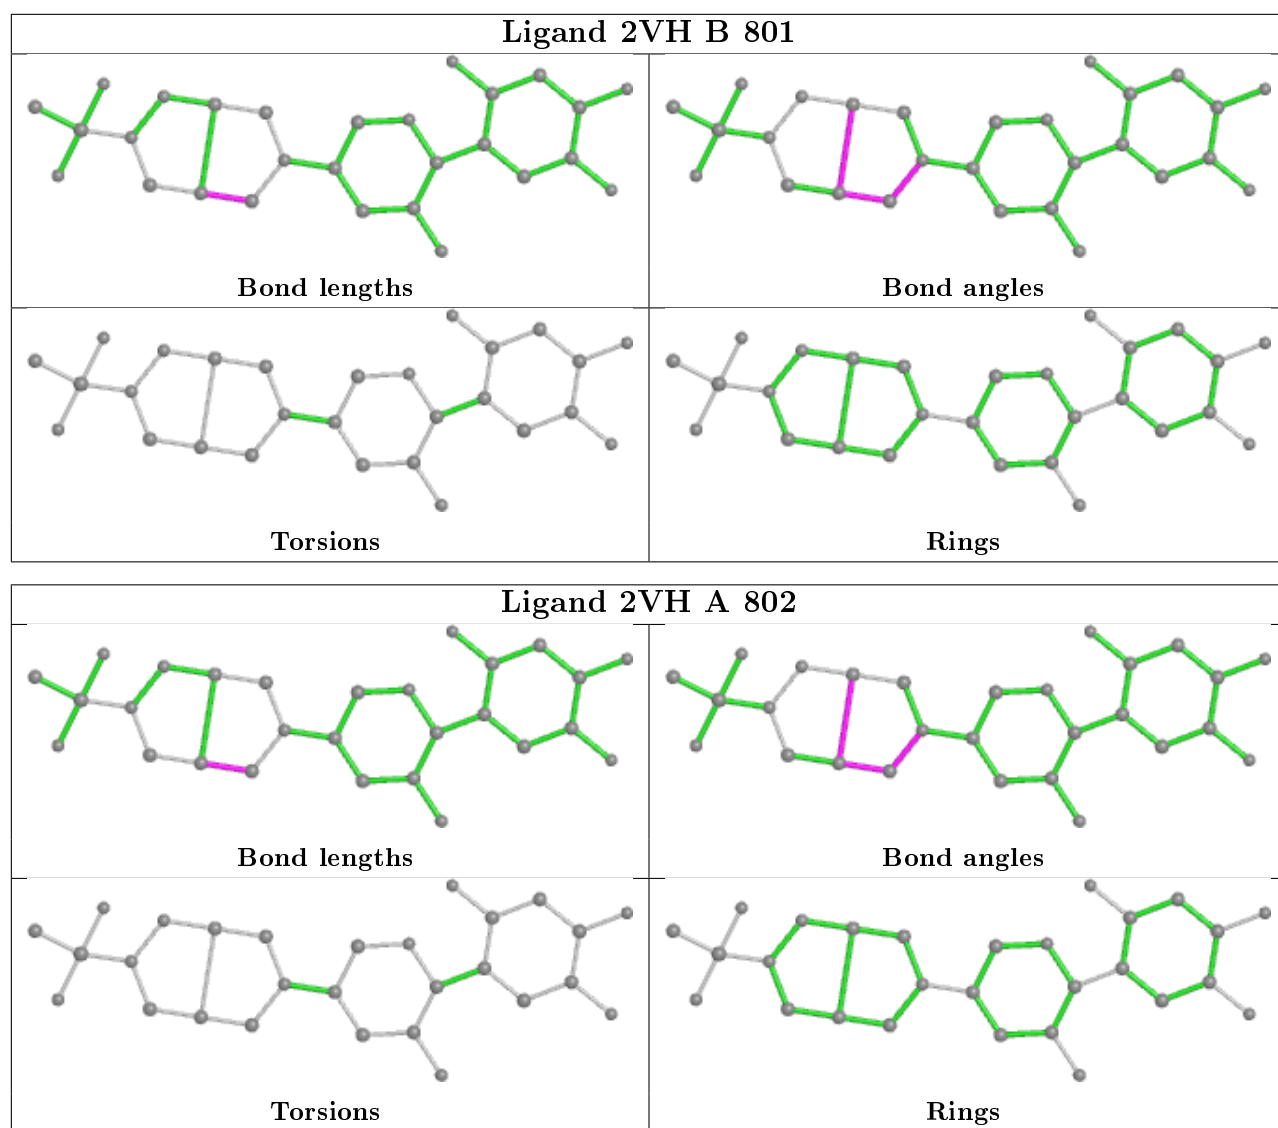 Ligand 2VH B 801
Bond lengths
Bond angles
Torsions
Rings
Ligand 2VH A 802
Bond lengths
Bond angles
Torsions
Rings